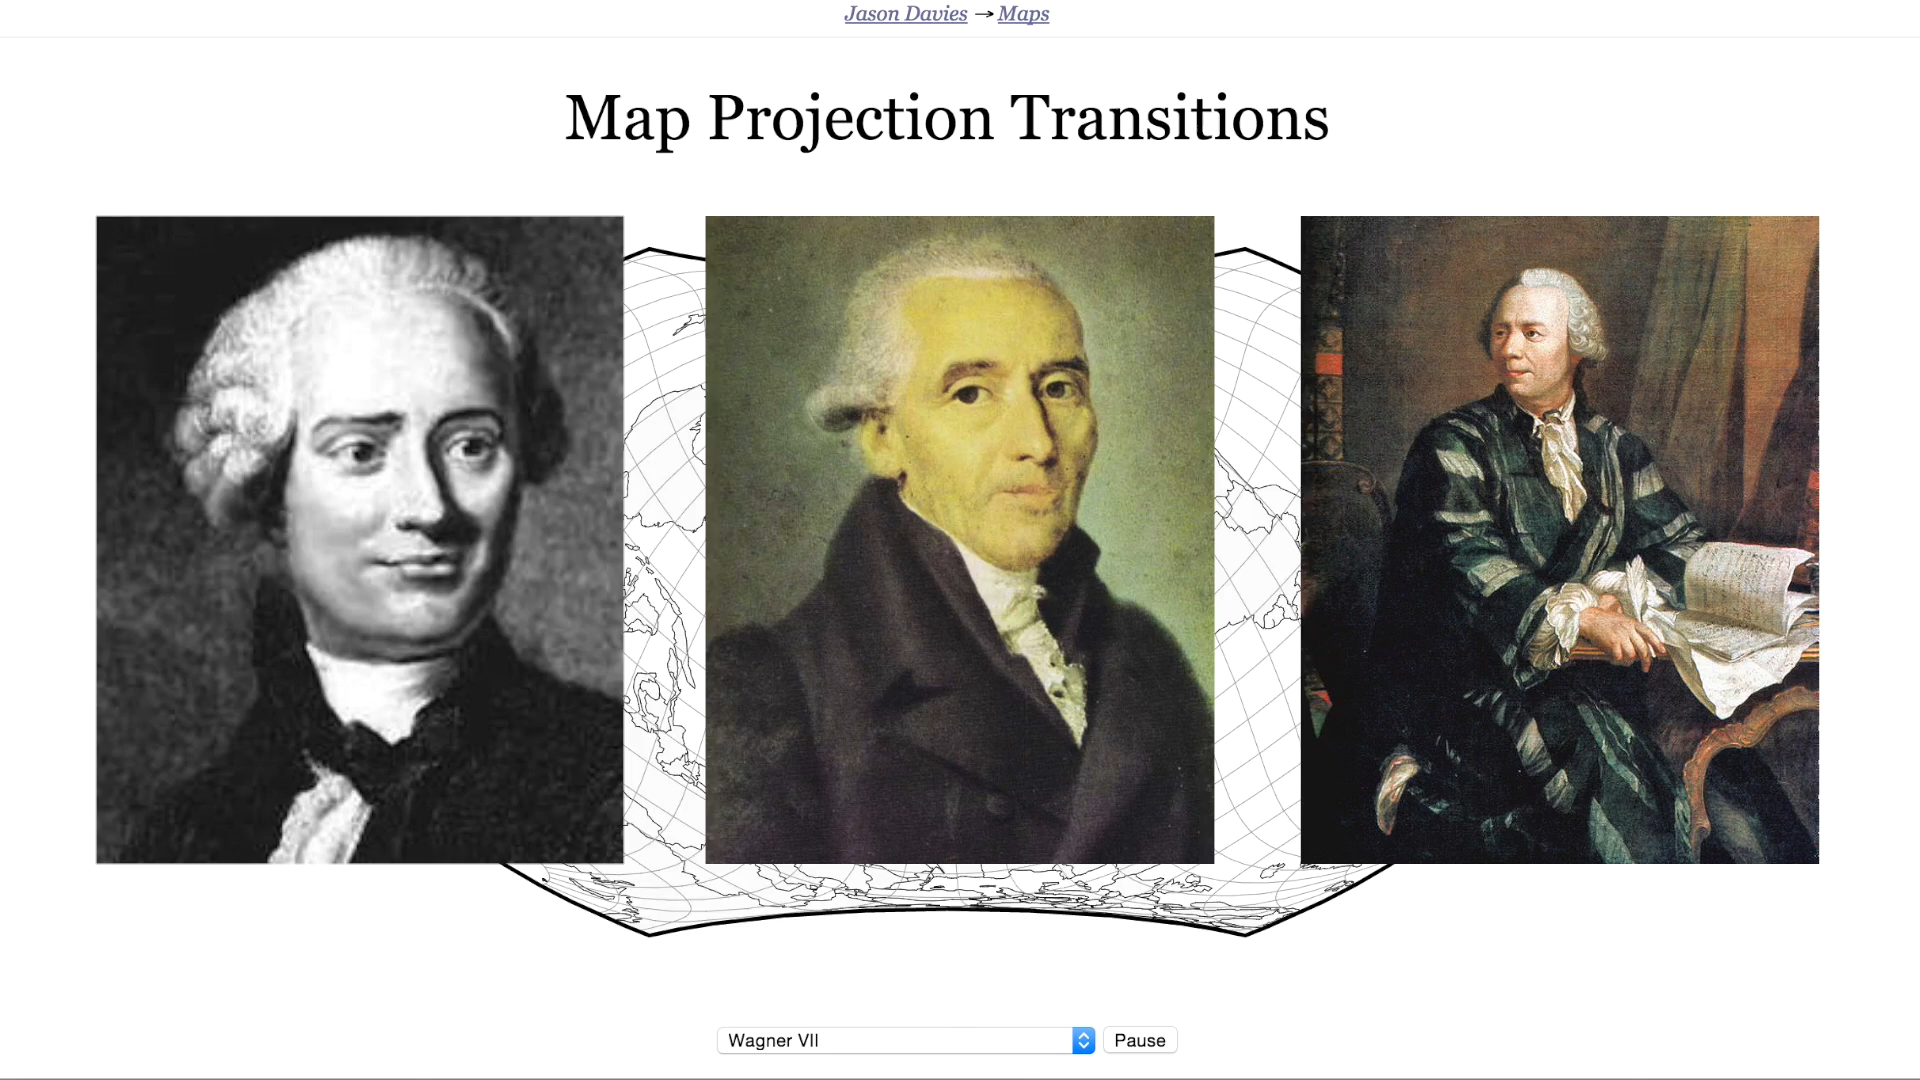 Jason Davies → Maps
Map Projection Transitions
Wagner VII
Pause